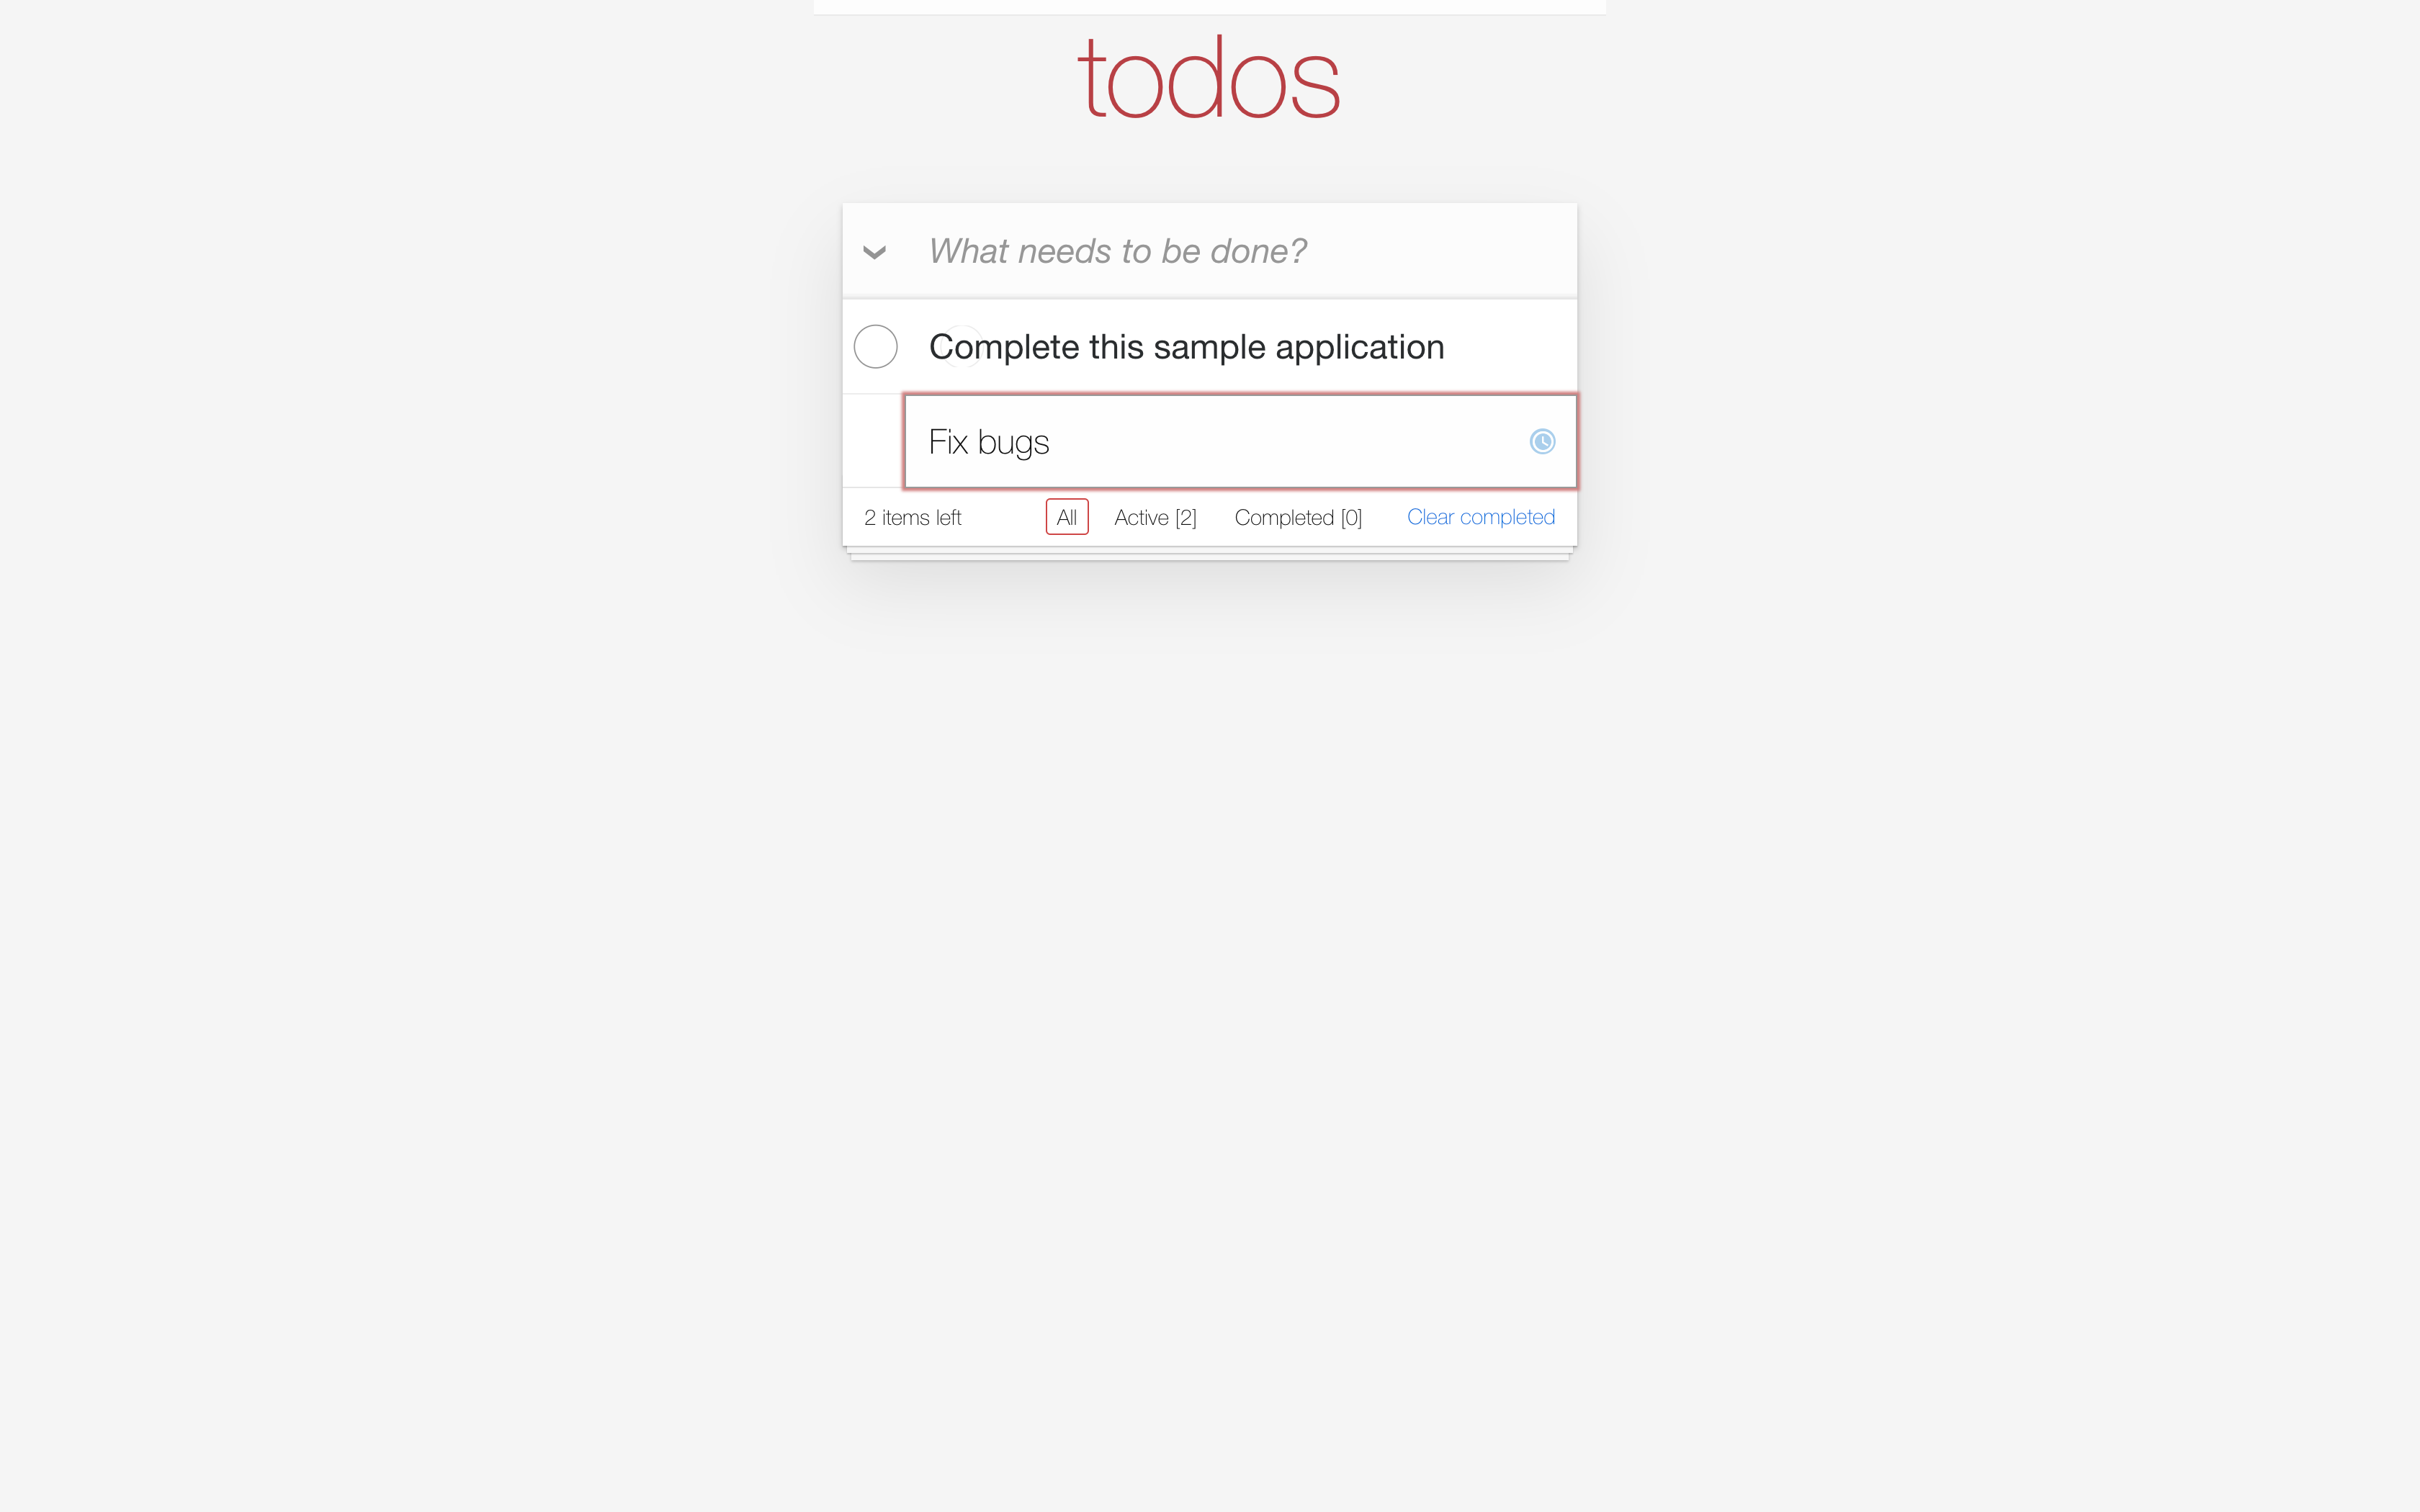 todos
What needs to be done?
Complete this sample application
Fix bugs
2 items left All Active [2] Completed [0] Clear completed